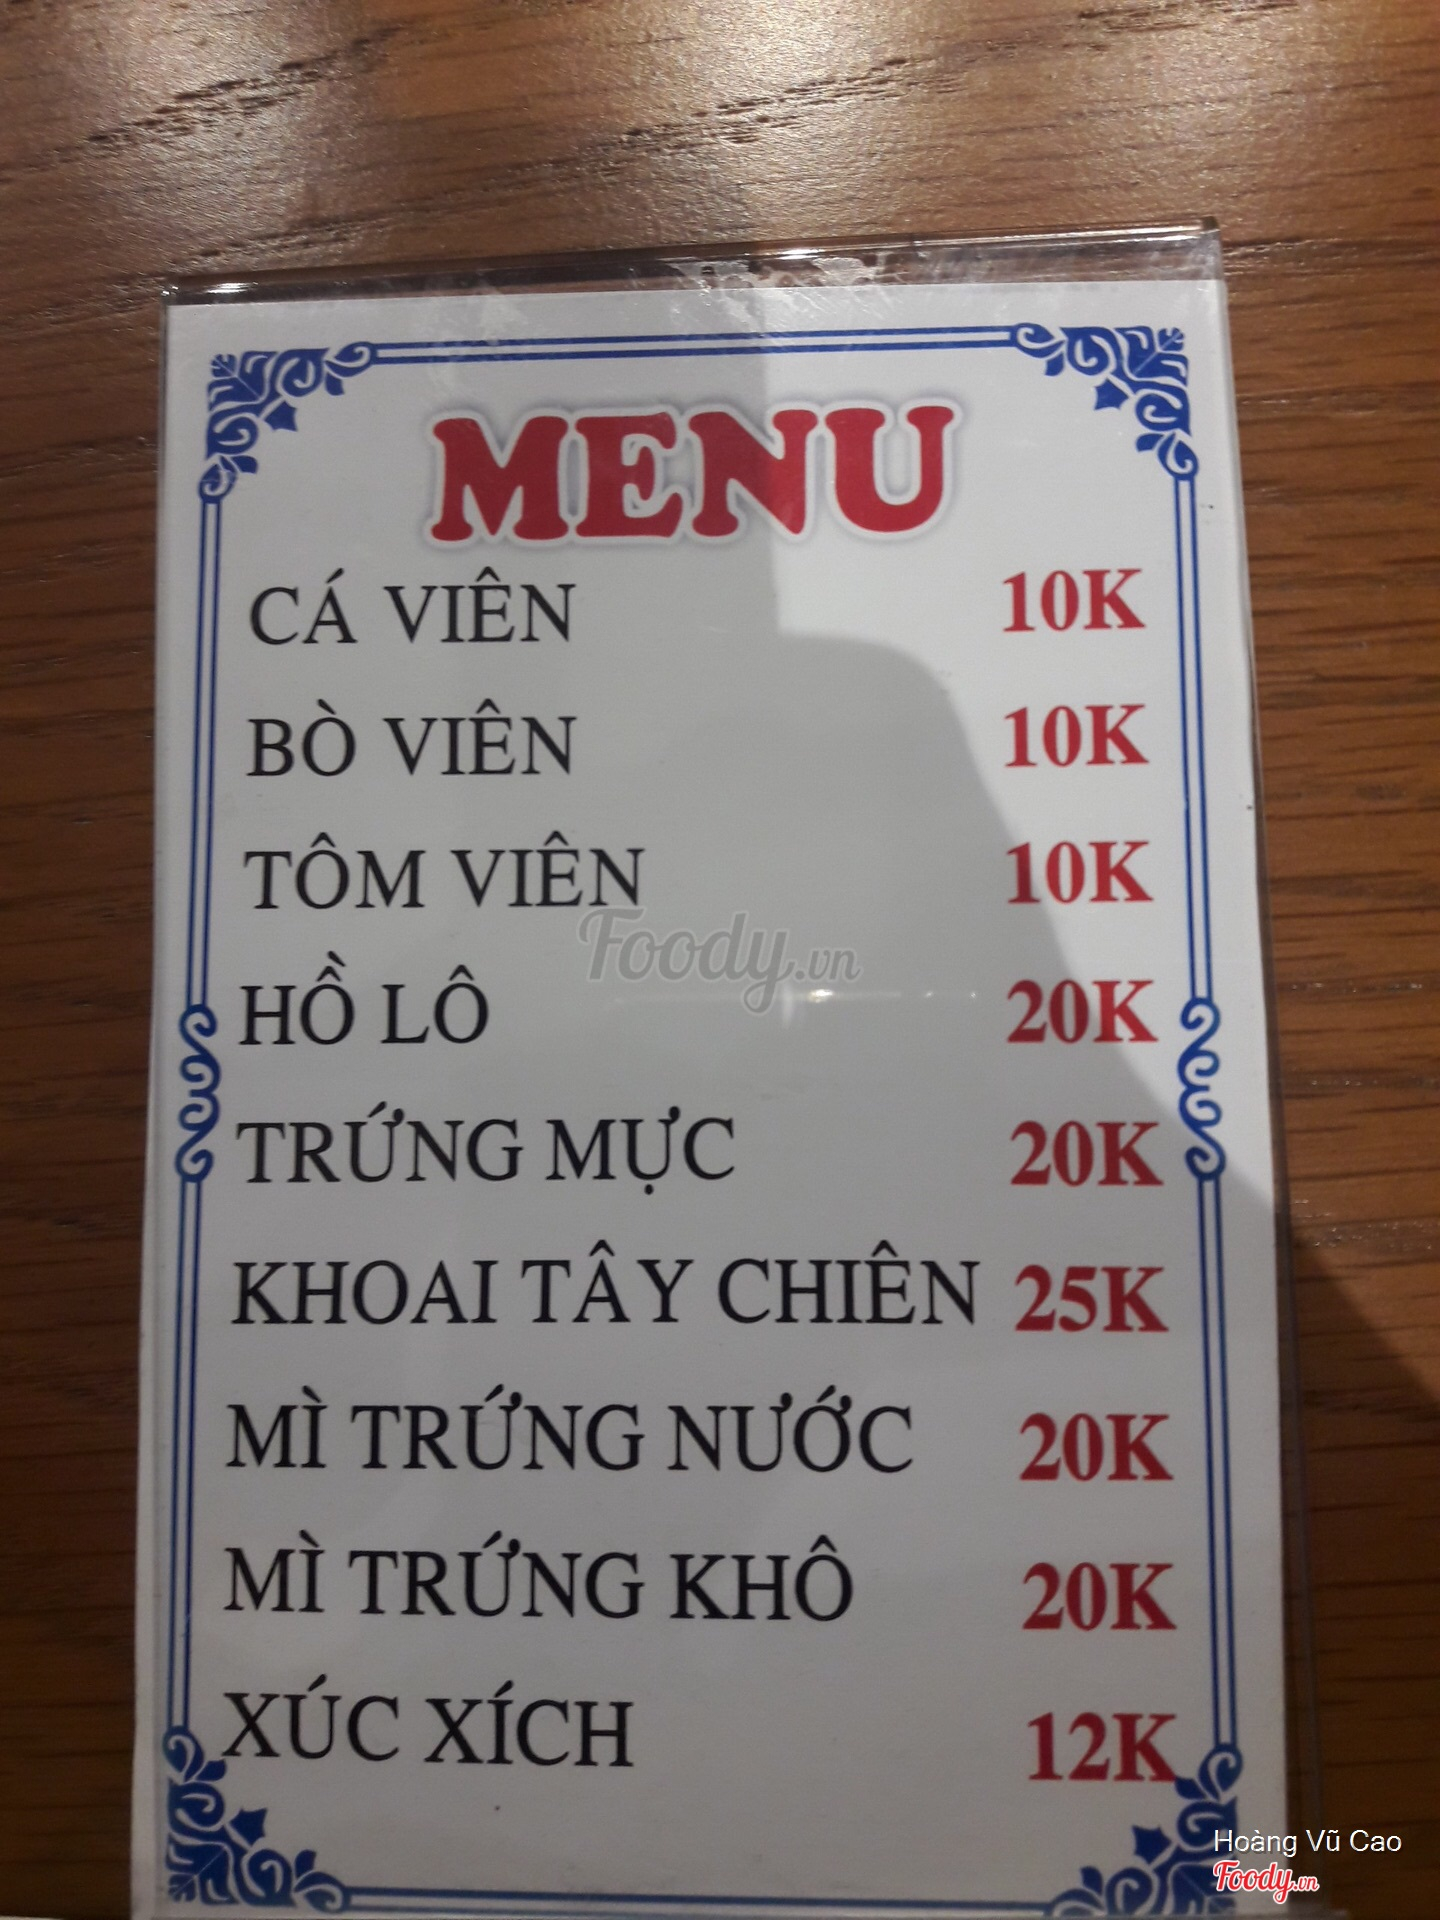 MENU
CÁ VIÊN 10K
BÒ VIÊN 10K
TÔM VIÊN 10K
Foody.vn
HỒ LÔ 20K
TRỨNG MỰC 20K
KHOAI TÂY CHIÊN 25K
MÌ TRỨNG NƯỚC 20K
MÌ TRỨNG KHÔ 20K
XÚC XÍCH 12K
Hoàng Vũ Cao
Foody.vn